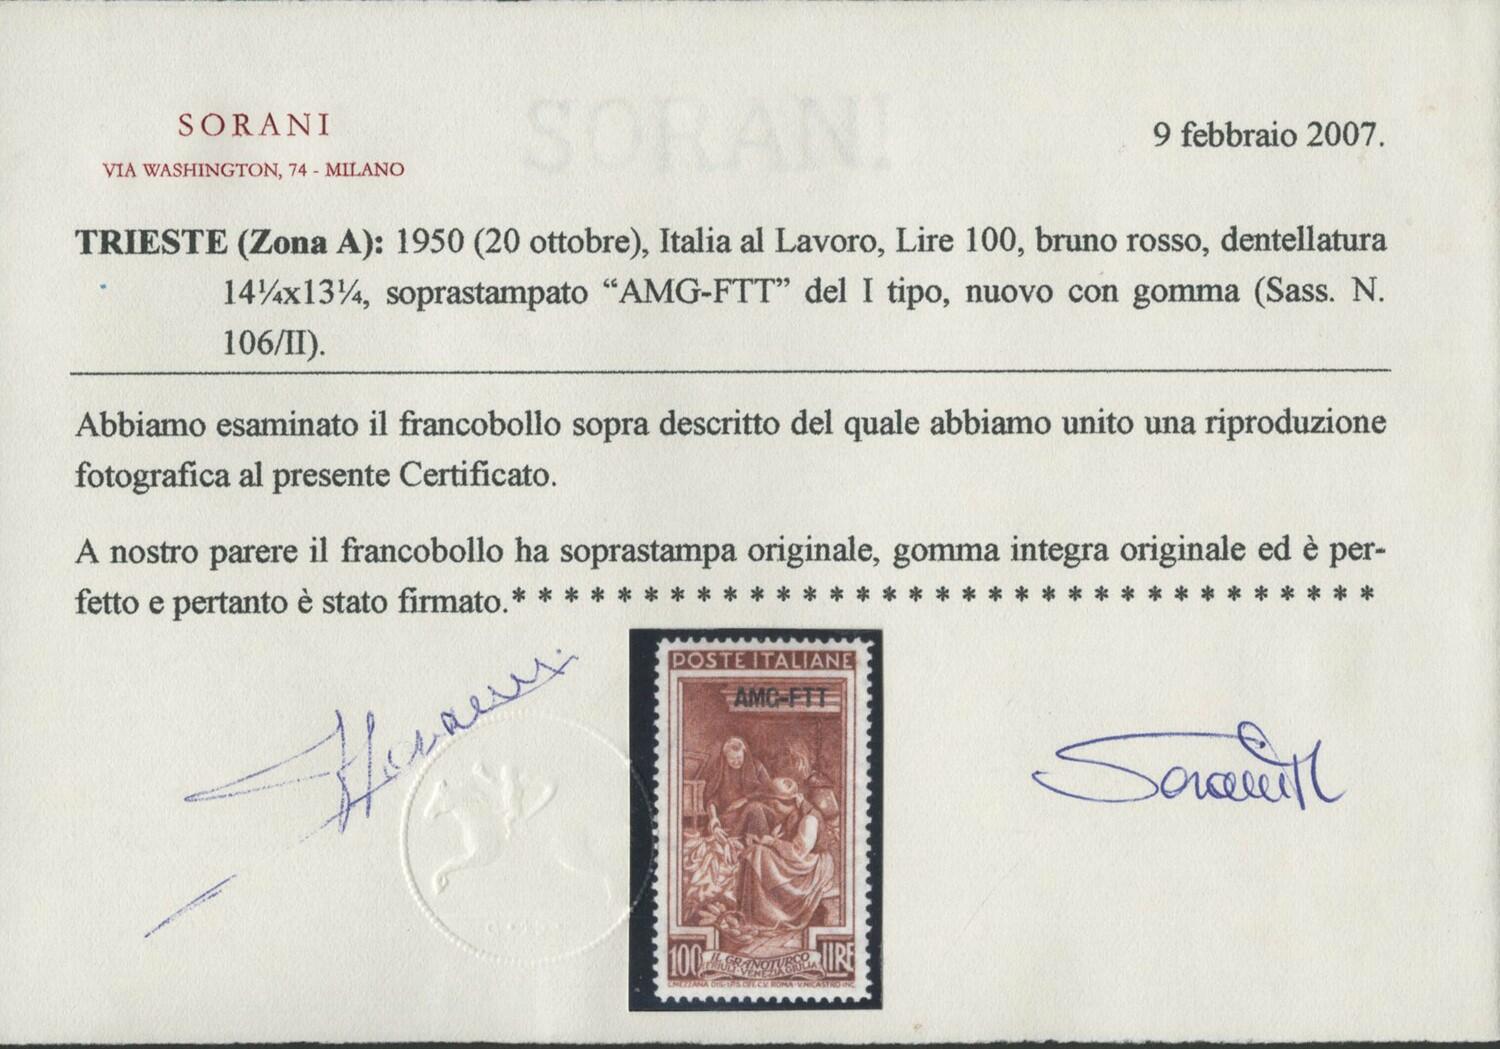 SORANI
SORANI
VIA WASHINGTON, 74 - MILANO
9 febbraio 2007.
TRIESTE (Zona A): 1950 (20 ottobre), Italia al Lavoro, Lire 100, bruno rosso, dentellatura
14¼x13¼, soprastampato “AMG-FTT” del I tipo, nuovo con gomma (Sass. N.
106/II).
Abbiamo esaminato il francobollo sopra descritto del quale abbiamo unito una riproduzione
fotografica al presente Certificato.
A nostro parere il francobollo ha soprastampa originale, gomma integra originale ed è per-
fetto e pertanto è stato firmato.* * * * * * * * * * * * * * * * * * * * * * * * * * * * * * * * *
POSTE ITALIANE
AMG-FTT
100 LIRE
IL GRANOTURCO
FRIULI-VENEZIA GIULIA
Sorani